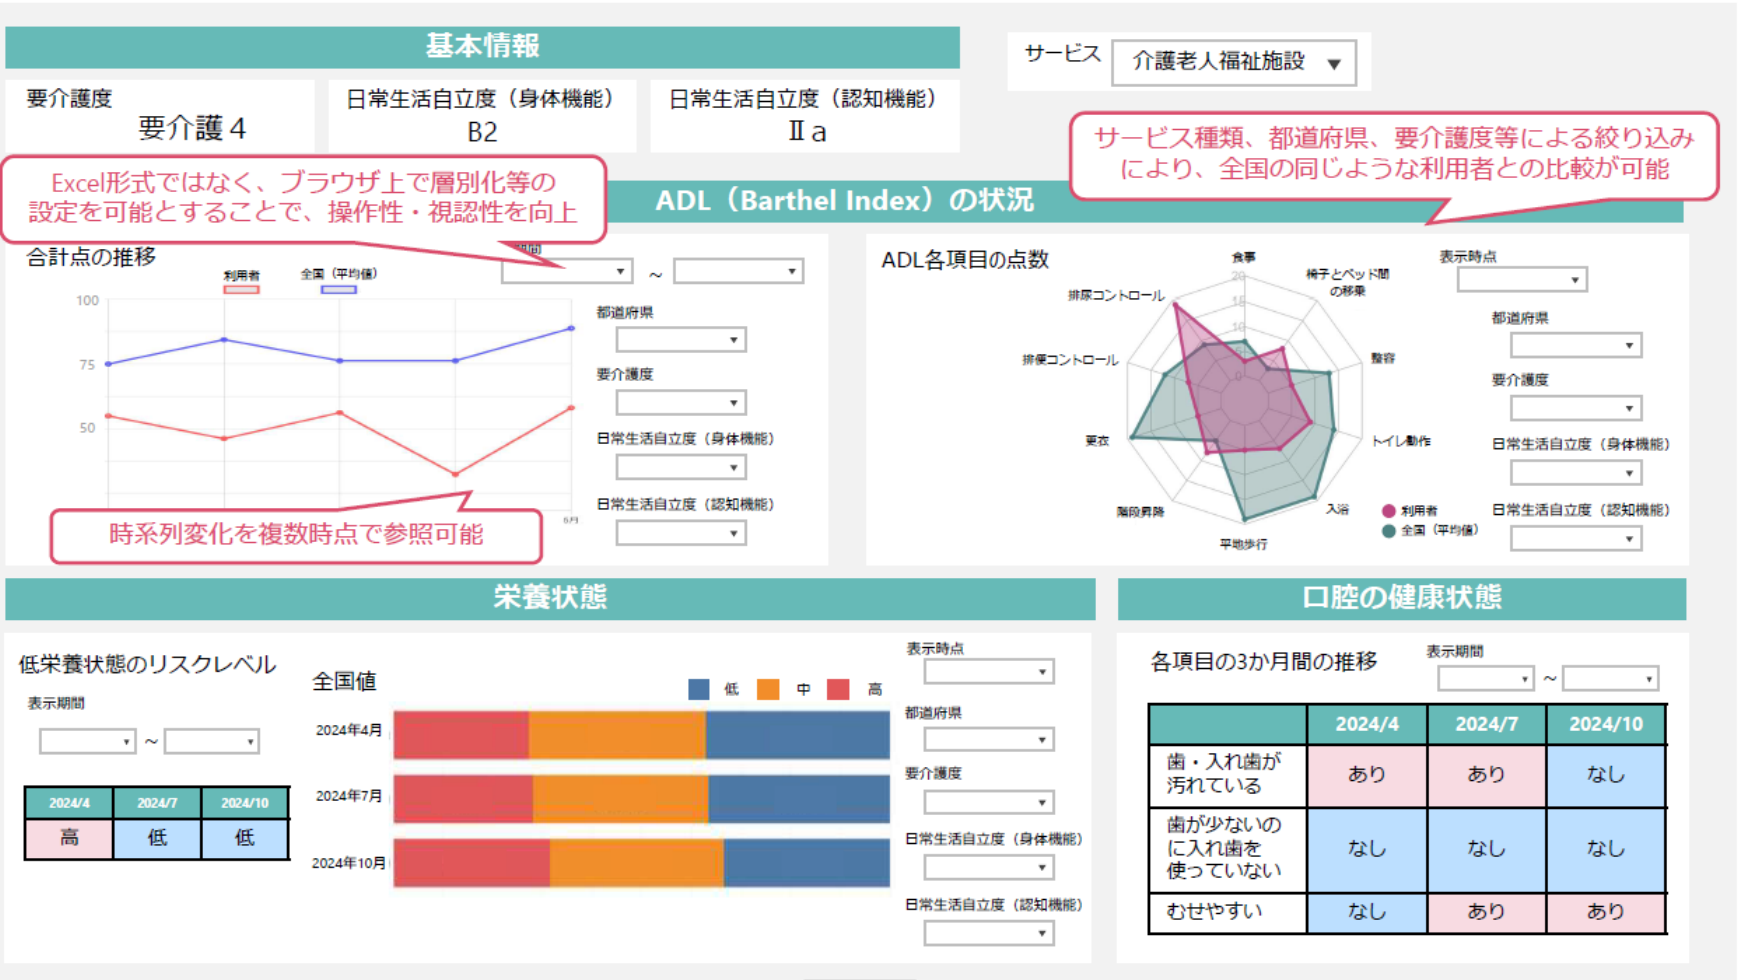 基本情報
サービス
介護老人福祉施設
要介護度
要介護４
日常生活自立度（身体機能）
B2
日常生活自立度（認知機能）
Ⅱa
サービス種類、都道府県、要介護度等による絞り込み
により、全国の同じような利用者との比較が可能
Excel形式ではなく、ブラウザ上で層別化等の
設定を可能とすることで、操作性・視認性を向上
ADL（Barthel Index）の状況
合計点の推移
利用者
全国（平均値）
～
100
75
50
6月
都道府県
要介護度
日常生活自立度（身体機能）
日常生活自立度（認知機能）
時系列変化を複数時点で参照可能
ADL各項目の点数
食事
椅子とベッド間
の移乗
整容
トイレ動作
入浴
平地歩行
階段昇降
更衣
排便コントロール
排尿コントロール
20
15
10
0
利用者
全国（平均値）
表示時点
都道府県
要介護度
日常生活自立度（身体機能）
日常生活自立度（認知機能）
栄養状態
低栄養状態のリスクレベル
表示期間
～
2024/4 2024/7 2024/10
高 低 低
全国値
低 中 高
2024年4月
2024年7月
2024年10月
表示時点
都道府県
要介護度
日常生活自立度（身体機能）
日常生活自立度（認知機能）
口腔の健康状態
各項目の3か月間の推移
表示期間
～
2024/4 2024/7 2024/10
歯・入れ歯が
汚れている
あり あり なし
歯が少ないの
に入れ歯を
使っていない
なし なし なし
むせやすい
なし あり あり